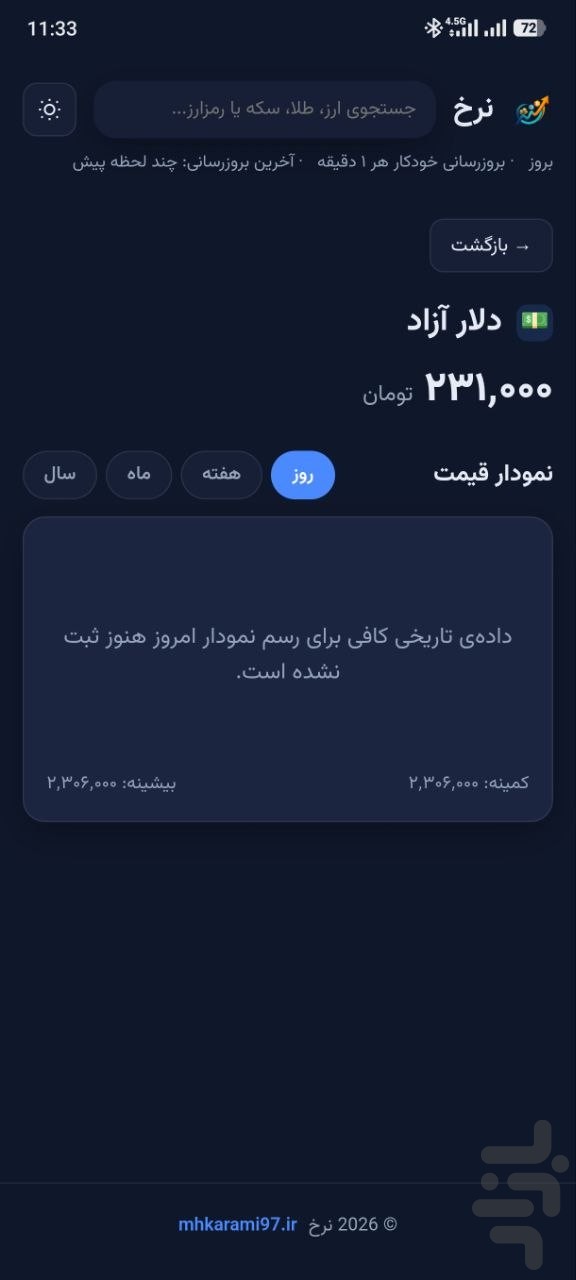 11:33
4.5G
72
نرخ
جستجوی ارز، طلا، سکه یا رمزارز...
بروز · بروزرسانی خودکار هر ۱ دقیقه · آخرین بروزرسانی: چند لحظه پیش
→ بازگشت
دلار آزاد
۲۳۱,۰۰۰ تومان
نمودار قیمت
روز
هفته
ماه
سال
داده‌ی تاریخی کافی برای رسم نمودار امروز هنوز ثبت
نشده است.
کمینه: ۲,۳۰۶,۰۰۰
بیشینه: ۲,۳۰۶,۰۰۰
© 2026 نرخ mhkarami97.ir
بازار